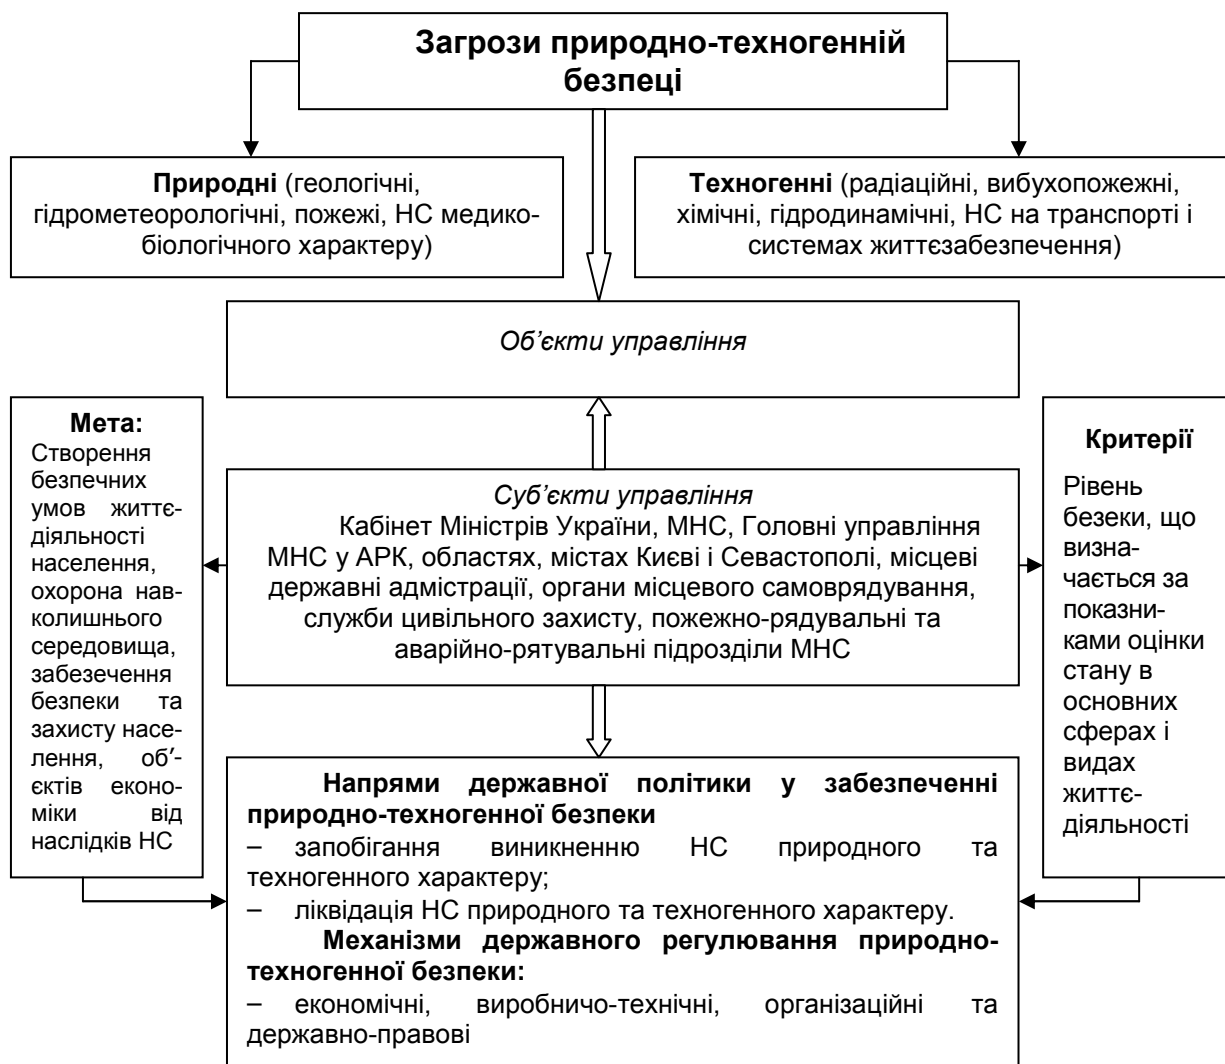 Загрози природно-техногенній
безпеці
Природні (геологічні,
гідрометеорологічні, пожежі, НС медико-
біологічного характеру)
Техногенні (радіаційні, вибухопожежні,
хімічні, гідродинамічні, НС на транспорті і
системах життєзабезпечення)
Об’єкти управління
Мета:
Створення
безпечних
умов життє-
діяльності
населення,
охорона нав-
колишнього
середовища,
забезечення
безпеки та
захисту насе-
лення, об′-
єктів еконо-
міки від
наслідків НС
Суб’єкти управління
Кабінет Міністрів України, МНС, Головні управління
МНС у АРК, областях, містах Києві і Севастополі, місцеві
державні адмістрації, органи місцевого самоврядування,
служби цивільного захисту, пожежно-рядувальні та
аварійно-рятувальні підрозділи МНС
Критерії
Рівень
безеки, що
визна-
чається за
показни-
ками оцінки
стану в
основних
сферах і
видах
життє-
діяльності
Напрями державної політики у забезпеченні
природно-техногенної безпеки
– запобігання виникненню НС природного та
техногенного характеру;
– ліквідація НС природного та техногенного характеру.
Механізми державного регулювання природно-
техногенної безпеки:
– економічні, виробничо-технічні, організаційні та
державно-правові